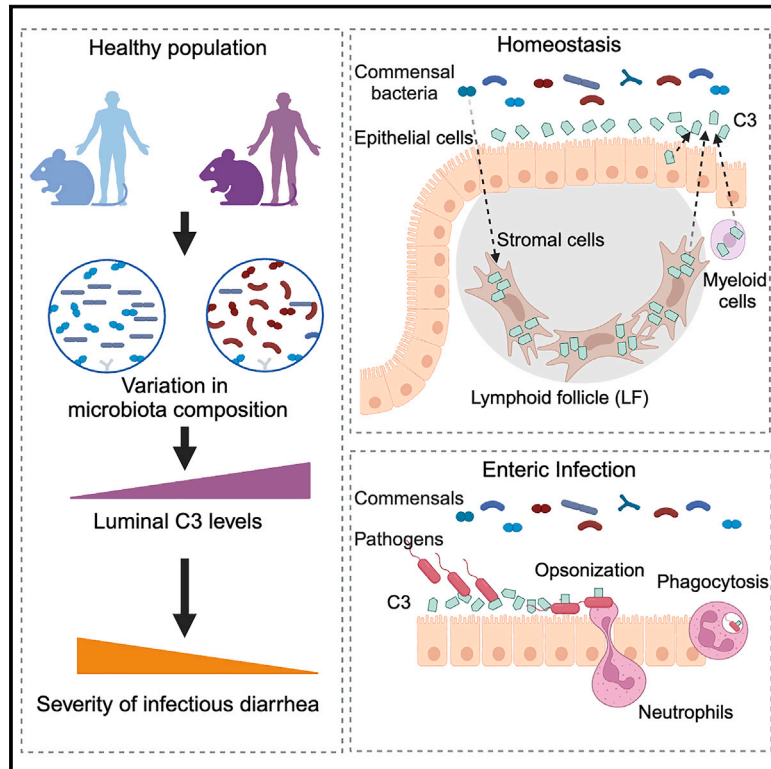 Healthy population
Variation in
microbiota composition
Luminal C3 levels
Severity of infectious diarrhea
Homeostasis
Commensal
bacteria
C3
Epithelial cells
Stromal cells
Myeloid
cells
Lymphoid follicle (LF)
Enteric Infection
Commensals
Pathogens
Opsonization
Phagocytosis
C3
Neutrophils